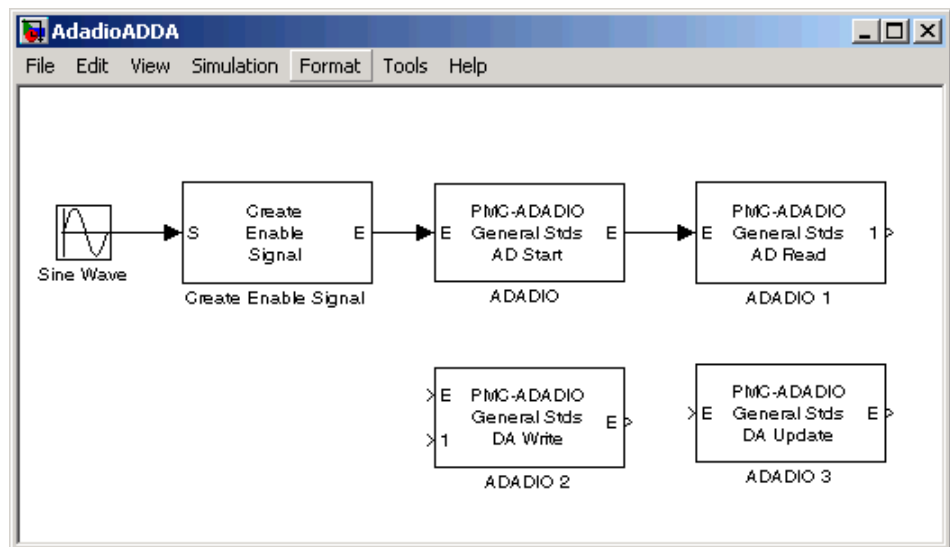 AdadioADDA
File Edit View Simulation Format Tools Help
Sine Wave
S
Create
Enable
Signal
E
Create Enable Signal
E
PMC-ADADIO
General Stds
AD Start
E
ADADIO
E
PMC-ADADIO
General Stds
AD Read
1
ADADIO 1
E
1
PMC-ADADIO
General Stds
DA Write
E
ADADIO 2
E
PMC-ADADIO
General Stds
DA Update
E
ADADIO 3